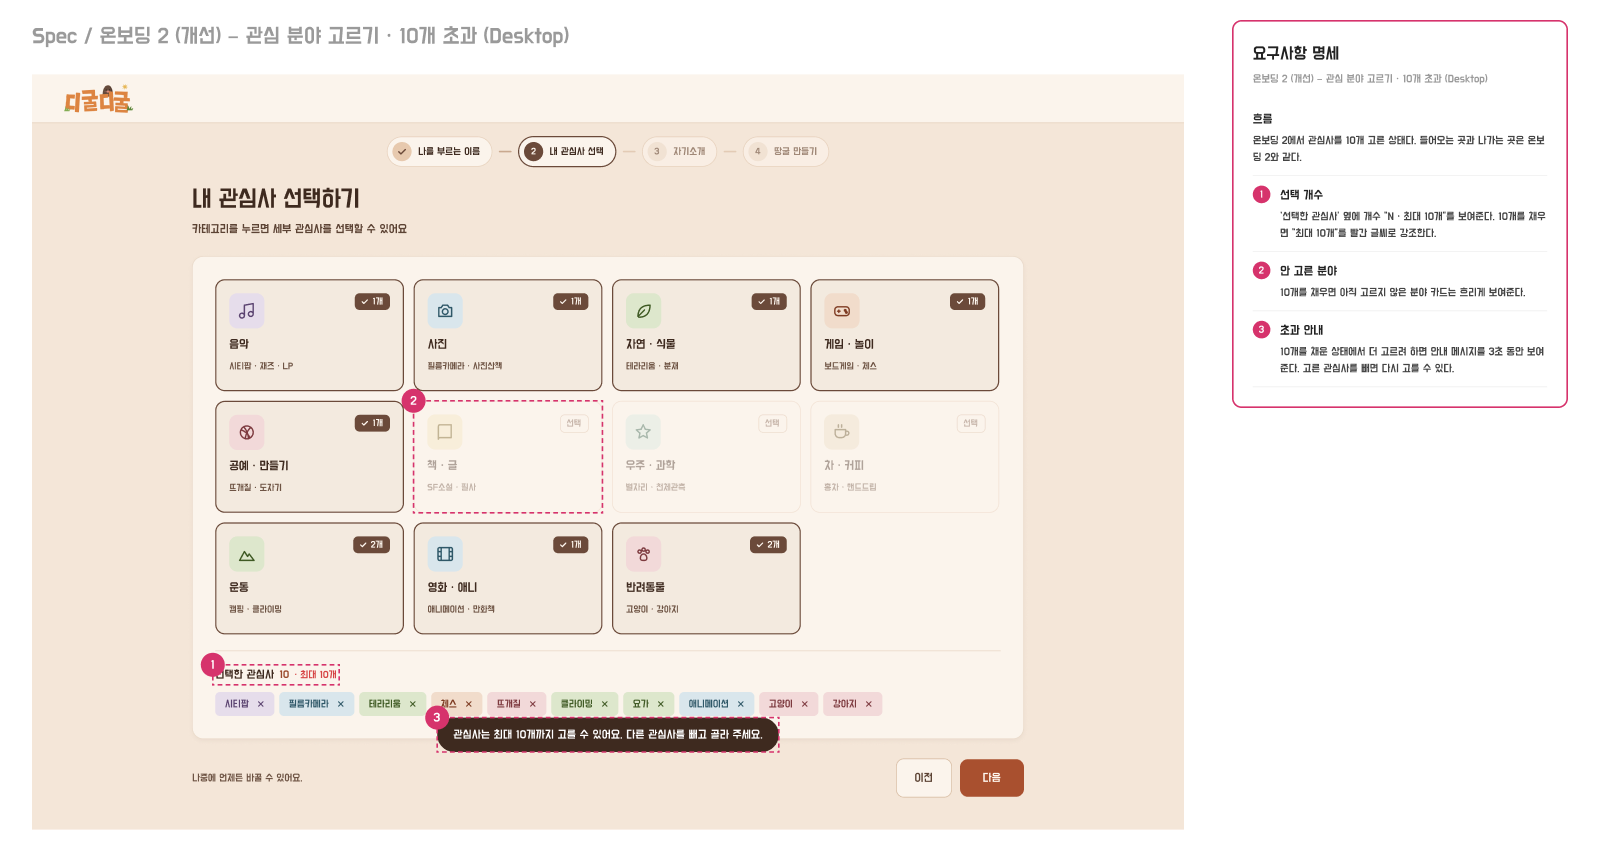 Spec / 온보딩 2 (개선) – 관심 분야 고르기 · 10개 초과 (Desktop)
디굴디굴
나를 부르는 이름
2 내 관심사 선택
3 자기소개
4 땅굴 만들기
내 관심사 선택하기
카테고리를 누르면 세부 관심사를 선택할 수 있어요
1개
음악
시티팝 · 재즈 · LP
1개
사진
필름카메라 · 사진산책
1개
자연 · 식물
테라리움 · 분재
1개
게임 · 놀이
보드게임 · 체스
1개
공예 · 만들기
뜨개질 · 도자기
2
선택
책 · 글
SF소설 · 필사
선택
우주 · 과학
별자리 · 천체관측
선택
차 · 커피
홍차 · 핸드드립
2개
운동
캠핑 · 클라이밍
1개
영화 · 애니
애니메이션 · 만화책
2개
반려동물
고양이 · 강아지
1
선택한 관심사 10 · 최대 10개
시티팝 ×
필름카메라 ×
테라리움 ×
체스 ×
뜨개질 ×
클라이밍 ×
요가 ×
애니메이션 ×
고양이 ×
강아지 ×
3
관심사는 최대 10개까지 고를 수 있어요. 다른 관심사를 빼고 골라 주세요.
나중에 언제든 바꿀 수 있어요.
이전
다음
요구사항 명세
온보딩 2 (개선) – 관심 분야 고르기 · 10개 초과 (Desktop)
흐름
온보딩 2에서 관심사를 10개 고른 상태다. 들어오는 곳과 나가는 곳은 온보
딩 2와 같다.
1 선택 개수
'선택한 관심사' 옆에 개수 "N · 최대 10개"를 보여준다. 10개를 채우
면 "최대 10개"를 빨간 글씨로 강조한다.
2 안 고른 분야
10개를 채우면 아직 고르지 않은 분야 카드는 흐리게 보여준다.
3 초과 안내
10개를 채운 상태에서 더 고르려 하면 안내 메시지를 3초 동안 보여
준다. 고른 관심사를 빼면 다시 고를 수 있다.